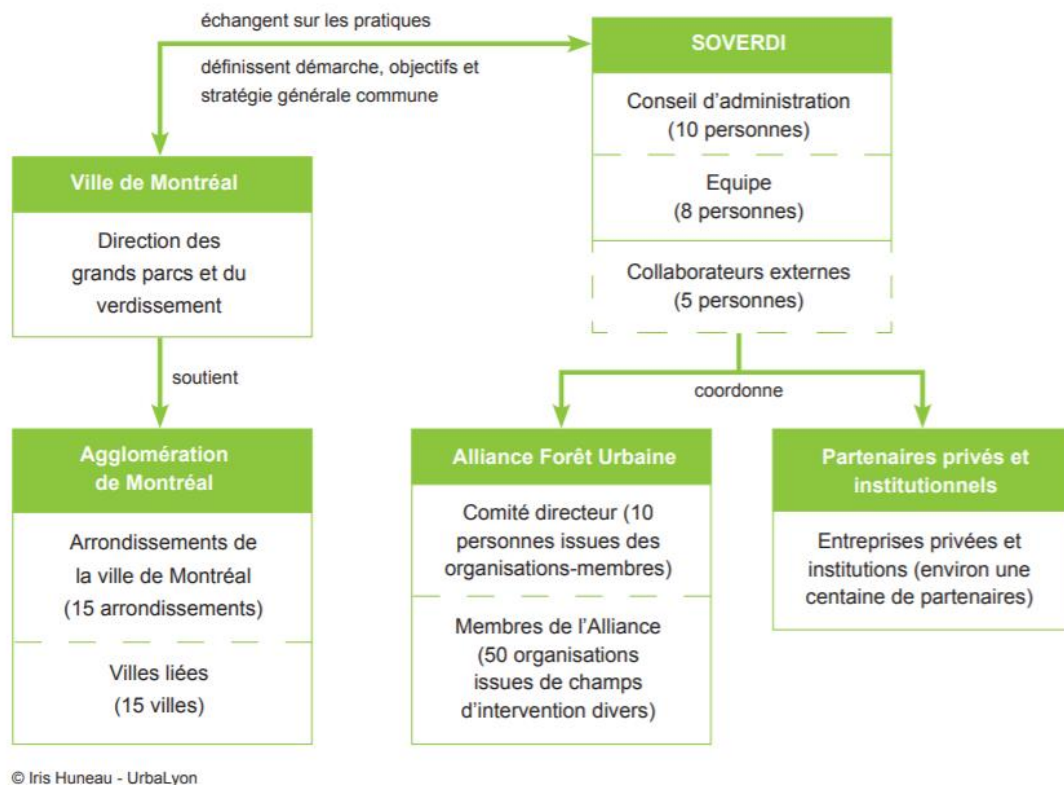 échangent sur les pratiques
définissent démarche, objectifs et
stratégie générale commune
SOVERDI
Conseil d'administration
(10 personnes)
Equipe
(8 personnes)
Collaborateurs externes
(5 personnes)
Ville de Montréal
Direction des
grands parcs et du
verdissement
soutient
coordonne
Agglomération
de Montréal
Arrondissements de
la ville de Montréal
(15 arrondissements)
Villes liées
(15 villes)
Alliance Forêt Urbaine
Comité directeur (10
personnes issues des
organisations-membres)
Membres de l'Alliance
(50 organisations
issues de champs
d'intervention divers)
Partenaires privés et
institutionnels
Entreprises privées et
institutions (environ une
centaine de partenaires)
© Iris Huneau - UrbaLyon